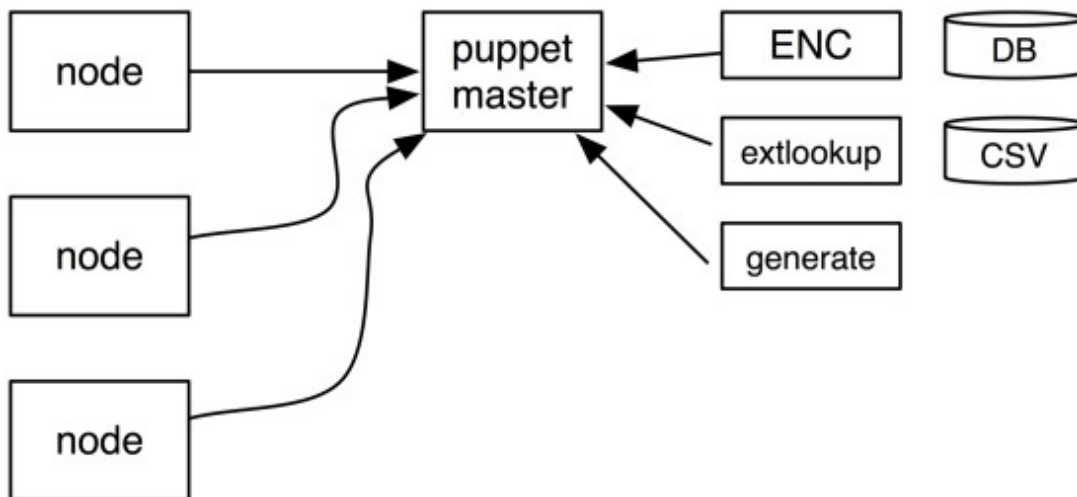 node
puppet
master
ENC
DB
extlookup
CSV
node
generate
node